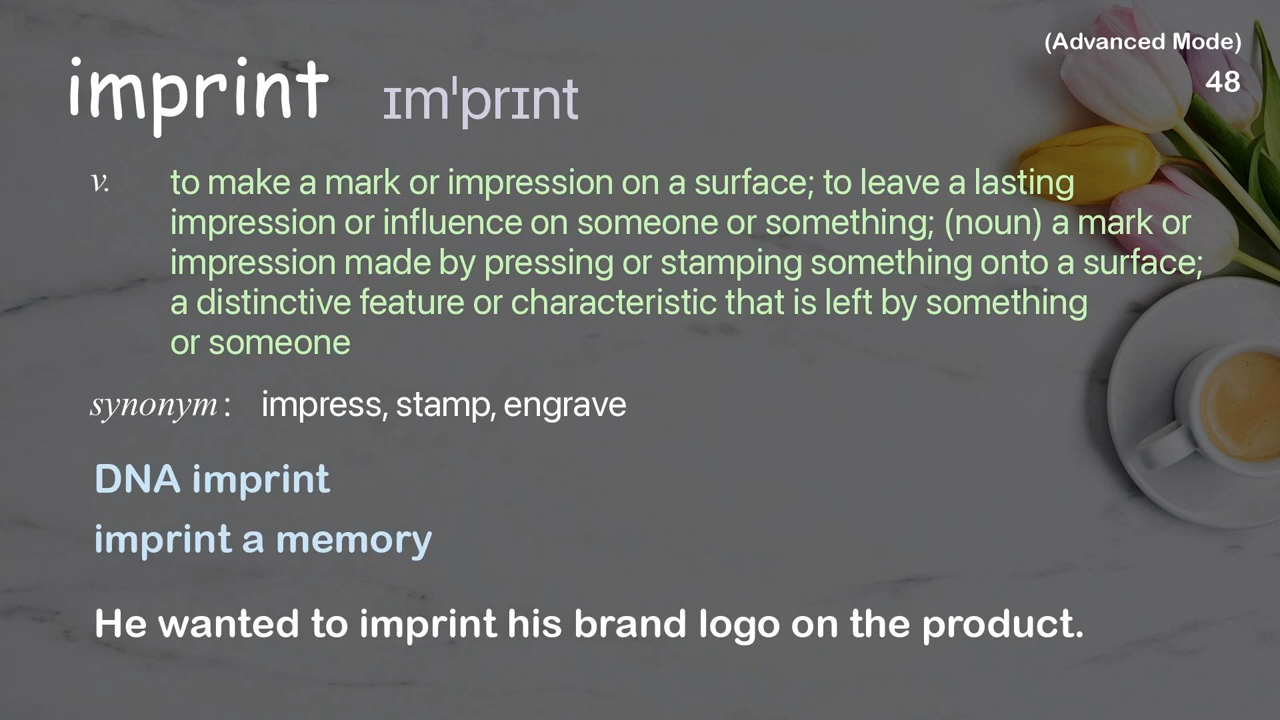 (Advanced Mode)
48
imprint ɪmˈprɪnt
v. to make a mark or impression on a surface; to leave a lasting
impression or influence on someone or something; (noun) a mark or
impression made by pressing or stamping something onto a surface;
a distinctive feature or characteristic that is left by something
or someone
synonym: impress, stamp, engrave
DNA imprint
imprint a memory
He wanted to imprint his brand logo on the product.